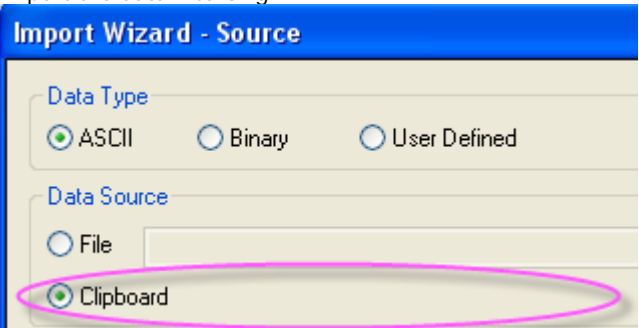 Import Wizard - Source
Data Type
ASCII Binary User Defined
Data Source
File
Clipboard